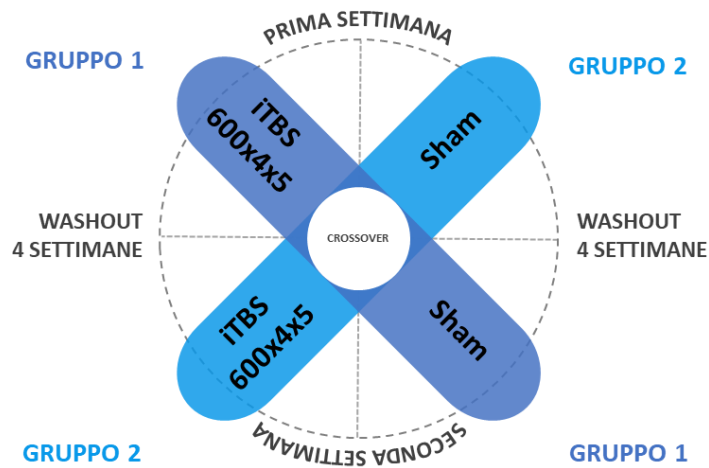 PRIMA SETTIMANA
GRUPPO 1
GRUPPO 2
iTBS
600x4x5
Sham
WASHOUT
4 SETTIMANE
CROSSOVER
WASHOUT
4 SETTIMANE
iTBS
600x4x5
Sham
SECONDA SETTIMANA
GRUPPO 2
GRUPPO 1